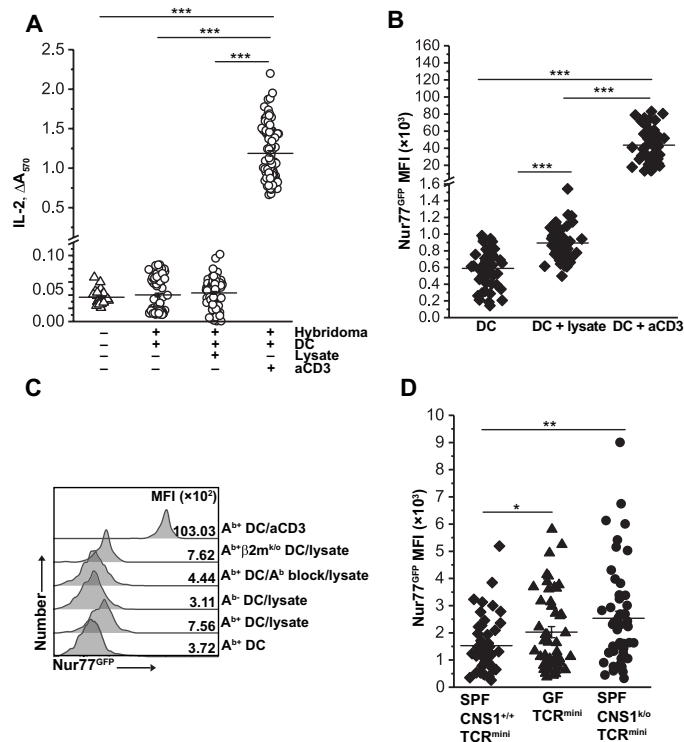 A
***
***
***
2.5
2.0
1.5
1.0
0.10
0.05
0.00
IL-2, ΔA570
– + + + Hybridoma
– + + + DC
– – + – Lysate
– – – + aCD3
B
***
***
***
160
140
120
100
80
60
40
20
1.6
1.4
1.2
1.0
0.8
0.6
0.4
0.2
0.0
Nur77GFP MFI (×10³)
DC DC + lysate DC + aCD3
C
MFI (×10²)
103.03 Ab+ DC/aCD3
7.62 Ab+β2mk/o DC/lysate
4.44 Ab+ DC/Ab block/lysate
3.11 Ab- DC/lysate
7.56 Ab+ DC/lysate
3.72 Ab+ DC
Number
Nur77GFP
D
**
*
10
9
8
7
6
5
4
3
2
1
0
Nur77GFP MFI (×10³)
SPF GF SPF
CNS1+/+ TCRmini CNS1k/o
TCRmini TCRmini